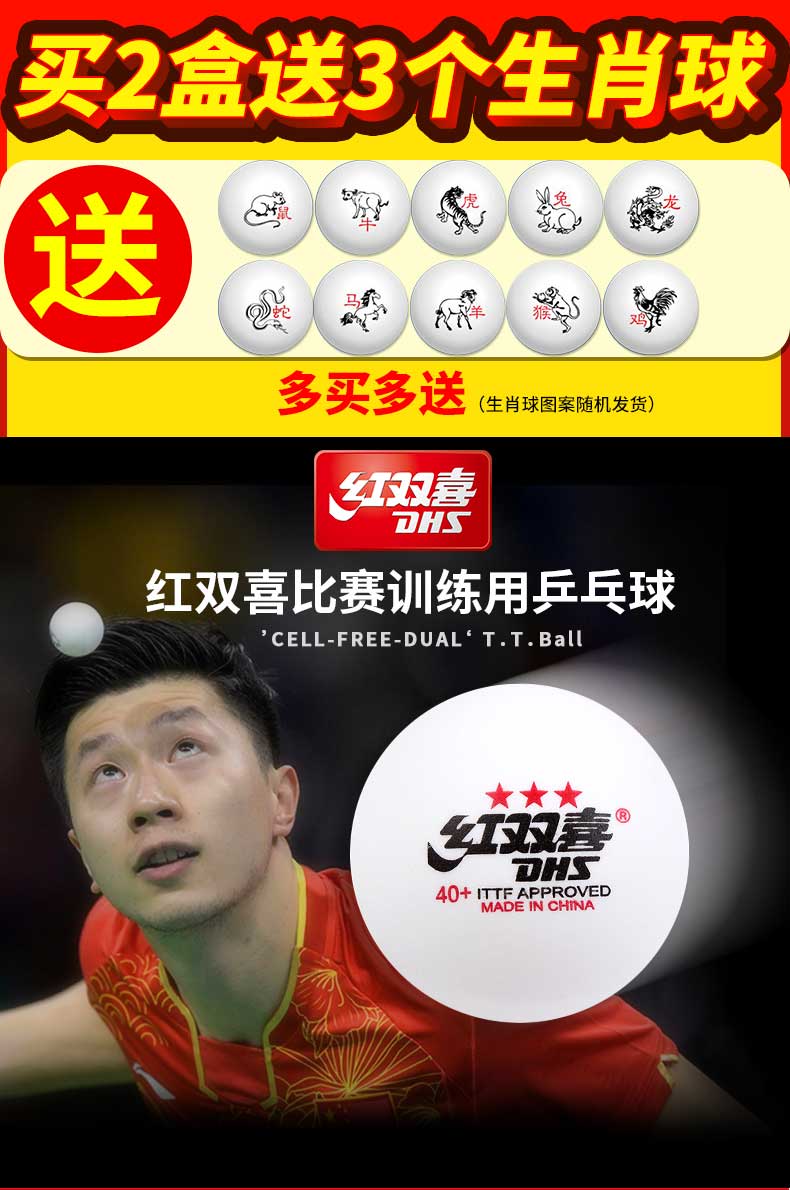 买2盒送3个生肖球
送
鼠
牛
虎
兔
龙
蛇
马
羊
猴
鸡
多买多送（生肖球图案随机发货）
红双喜
DHS
红双喜比赛训练用乒乓球
’CELL-FREE-DUAL‘ T.T.Ball
★★★
红双喜®
DHS
40+ ITTF APPROVED
MADE IN CHINA